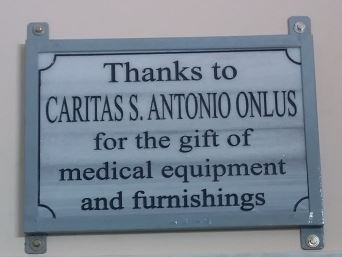 Thanks to
CARITAS S. ANTONIO ONLUS
for the gift of
medical equipment
and furnishings